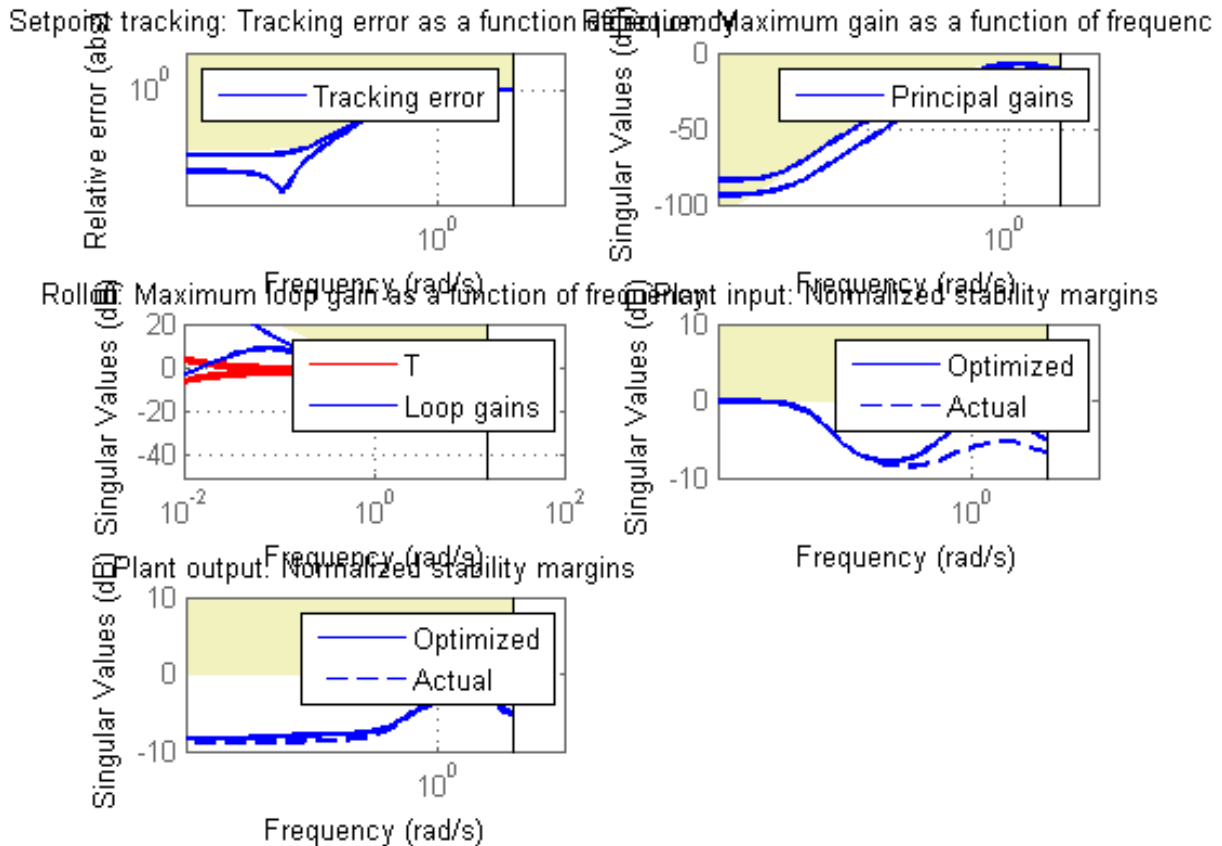 Setpoint tracking: Tracking error as a function of frequency
Relative error (abs)
10^0
Tracking error
10^0
Frequency (rad/s)
Maximum gain as a function of frequenc
Singular Values (dB)
0
-50
-100
Principal gains
10^0
Rolloff: Maximum loop gain as a function of frequency
Singular Values (dB)
20
0
-20
-40
T
Loop gains
10^-2
10^0
10^2
Frequency (rad/s)
Plant input: Normalized stability margins
Singular Values (dB)
10
0
-10
Optimized
Actual
10^0
Frequency (rad/s)
Plant output: Normalized stability margins
Singular Values (dB)
10
0
-10
Optimized
Actual
10^0
Frequency (rad/s)